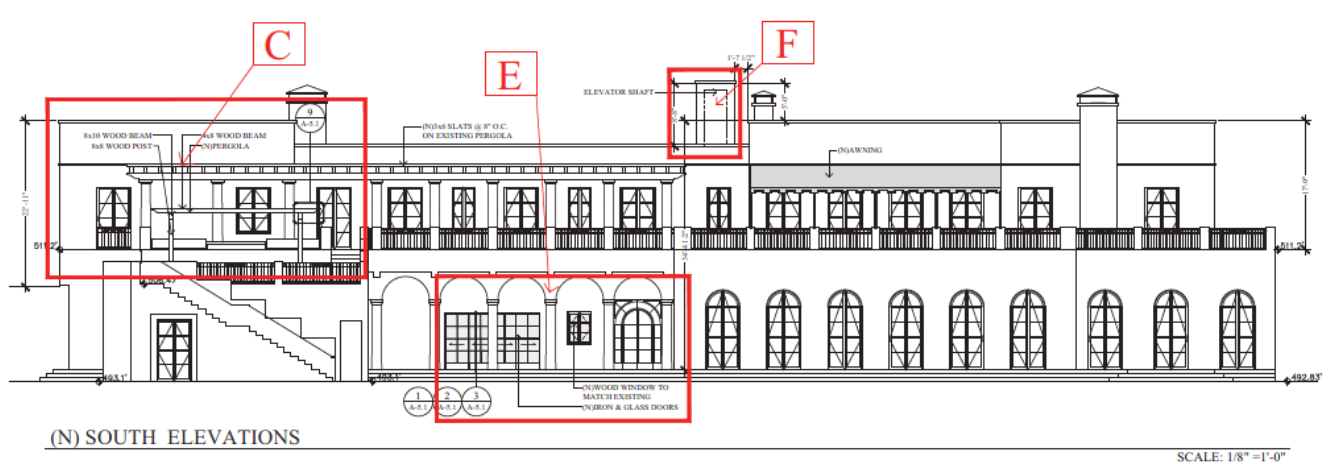 C
E
F
1'-7 1/2"
ELEVATOR SHAFT
5'-0"
9
A-5.1
8x10 WOOD BEAM
8x8 WOOD POST
4x8 WOOD BEAM
(N)PERGOLA
(N)3x6 SLATS @ 8" O.C.
ON EXISTING PERGOLA
(N)AWNING
22'-11"
17'-9"
511.2'
511.2'
493.1'
493.1'
492.83'
(N)WOOD WINDOW TO
MATCH EXISTING
(N)IRON & GLASS DOORS
1
A-5.1
2
A-5.1
3
A-5.1
(N) SOUTH ELEVATIONS
SCALE: 1/8" =1'-0"